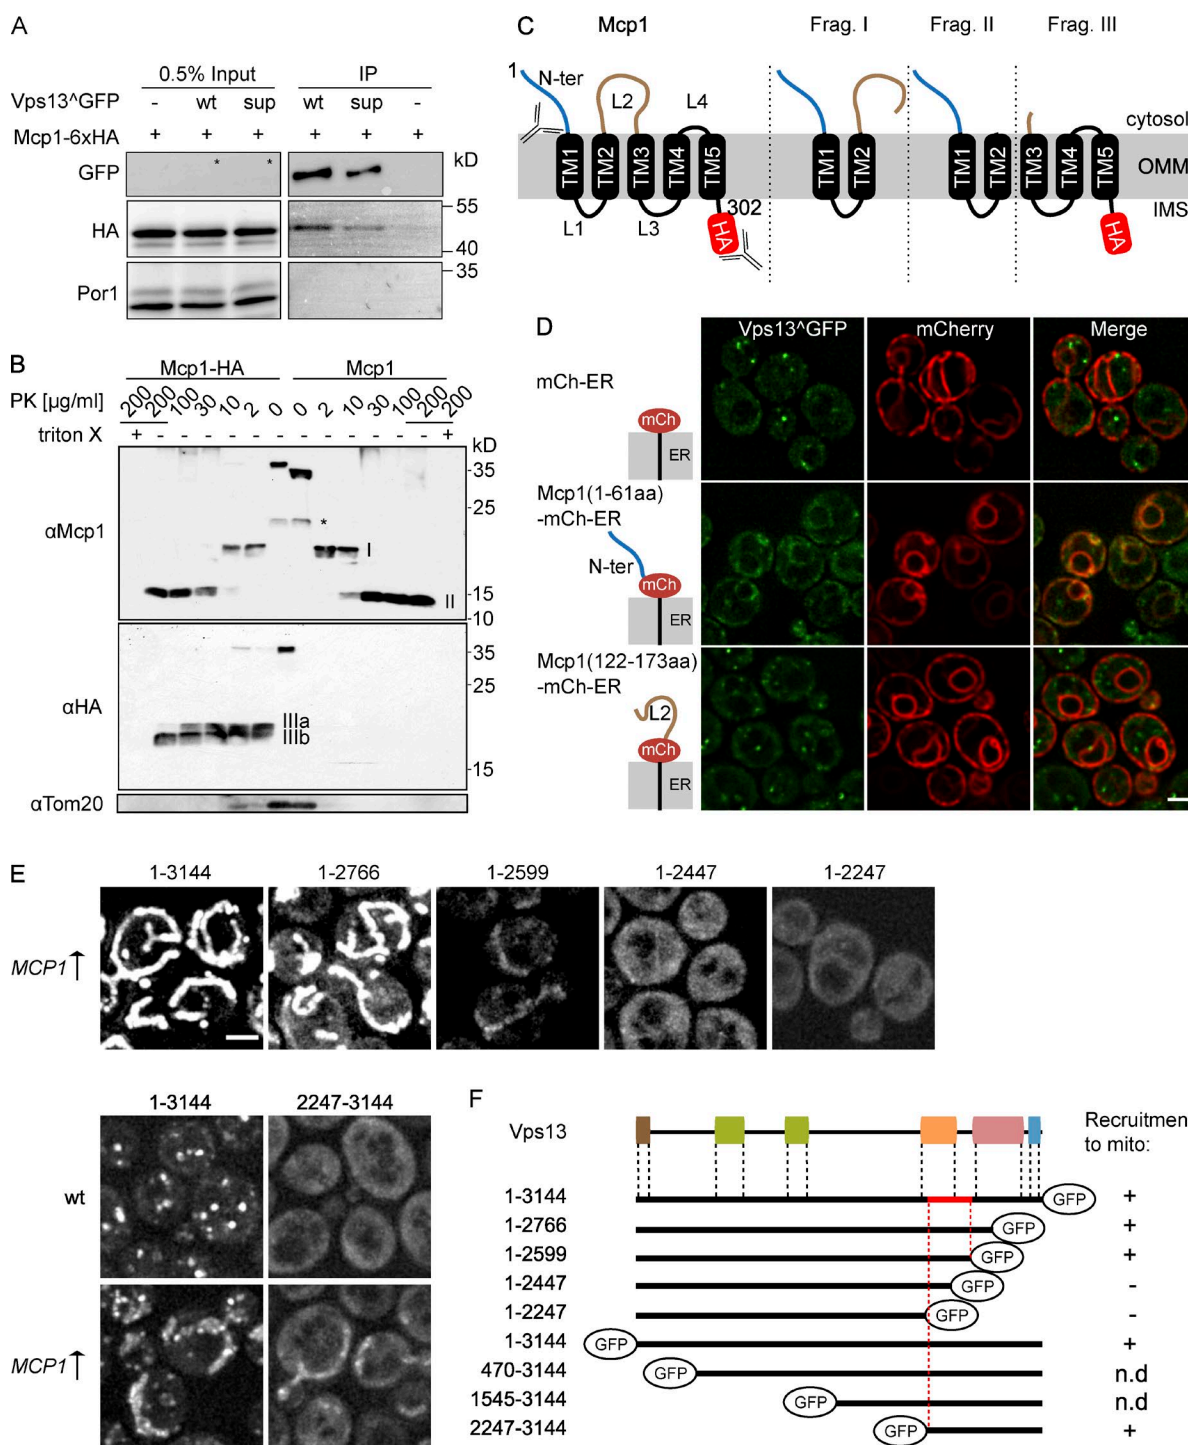 A
0.5% Input IP
Vps13^GFP - wt sup wt sup -
Mcp1-6xHA + + + + + +
kD
GFP * *
55
HA
40
35
Por1
B
Mcp1-HA Mcp1
PK [µg/ml] 200 200 100 30 10 2 0 0 2 10 30 100 200 200
triton X + - - - - - - - - - - - - +
kD
35
25
αMcp1 * I
15
II
10
35
αHA
25
IIIa
IIIb
15
αTom20
C
Mcp1 Frag. I Frag. II Frag. III
1 N-ter L2 L4
cytosol
TM1 TM2 TM3 TM4 TM5 TM1 TM2 TM1 TM2 TM3 TM4 TM5 OMM
302 IMS
L1 L3 HA HA
D
Vps13^GFP mCherry Merge
mCh-ER
mCh
ER
Mcp1(1-61aa)
-mCh-ER
N-ter
mCh
ER
Mcp1(122-173aa)
-mCh-ER
L2
mCh
ER
E
1-3144 1-2766 1-2599 1-2447 1-2247
MCP1↑
1-3144 2247-3144
wt
MCP1↑
F
Vps13 Recruitmen
to mito:
1-3144 GFP +
1-2766 GFP +
1-2599 GFP +
1-2447 GFP -
1-2247 GFP -
1-3144 GFP +
470-3144 GFP n.d
1545-3144 GFP n.d
2247-3144 GFP +